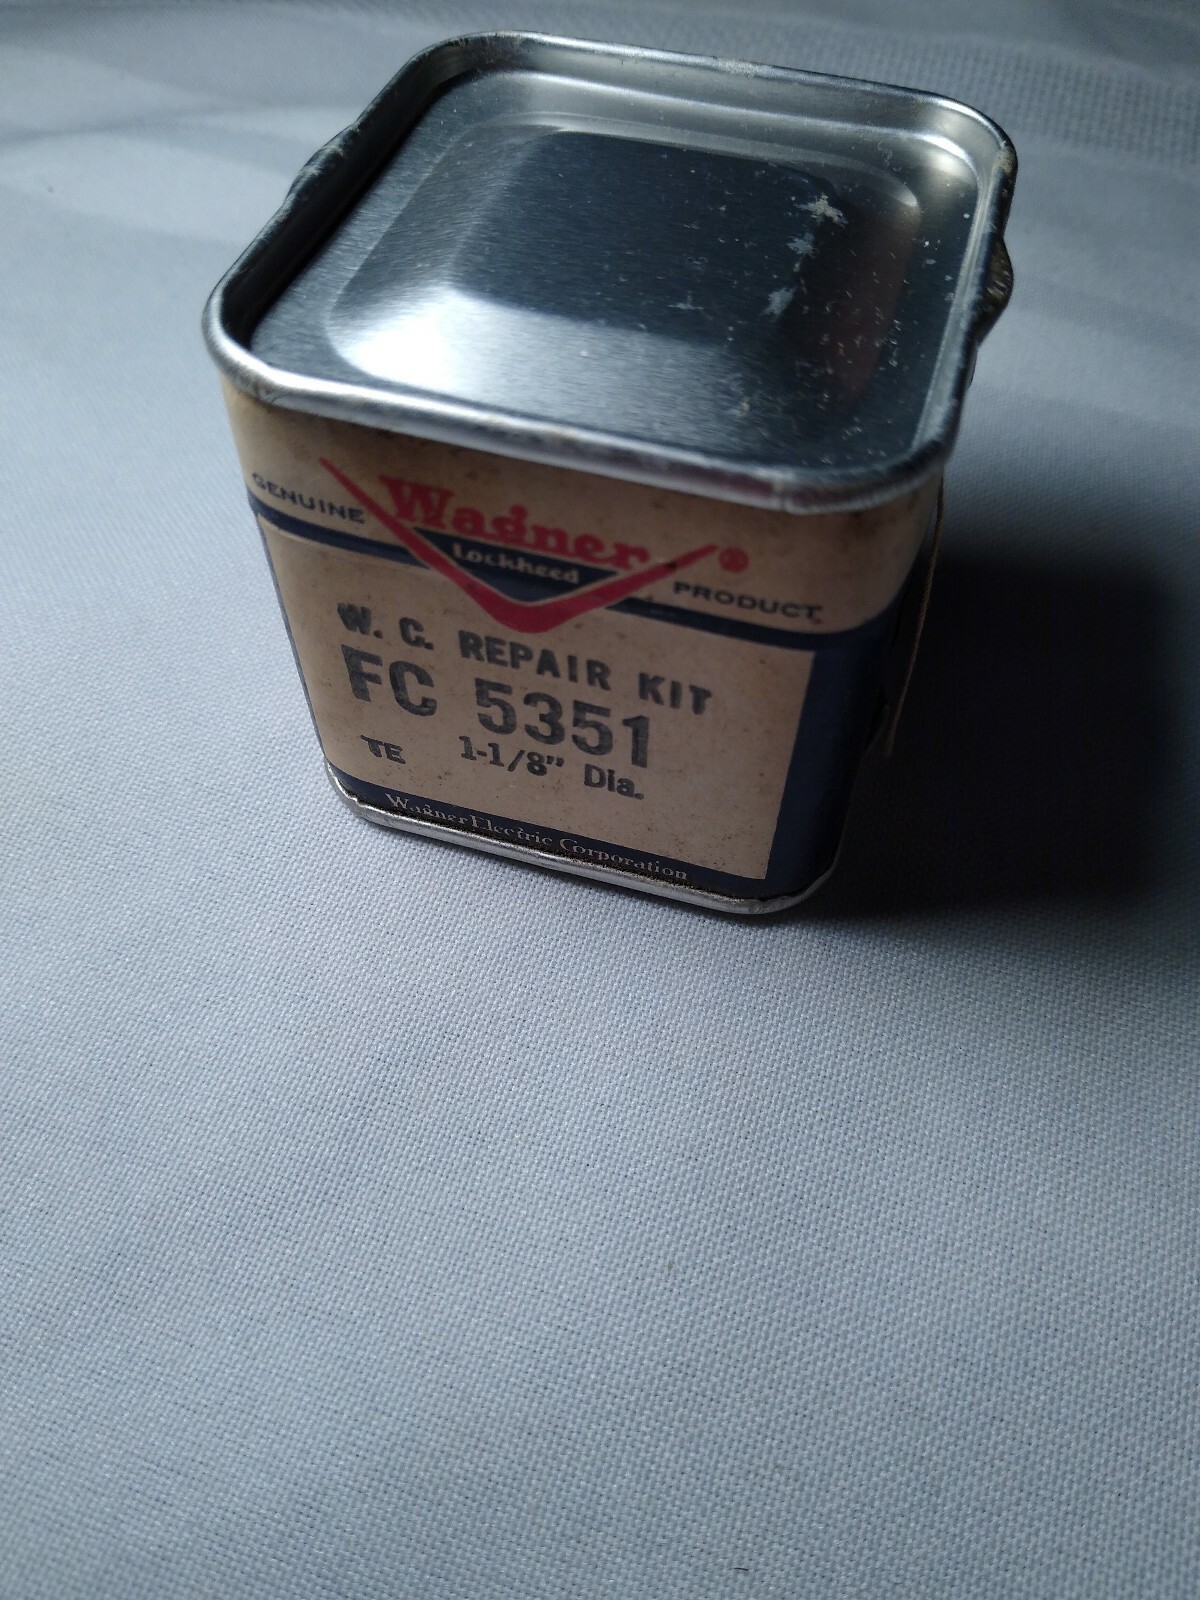 GENUINE Wagner ® PRODUCT
Lockheed
W. C. REPAIR KIT
FC 5351
TE 1-1/8" Dia.
Wagner Electric Corporation